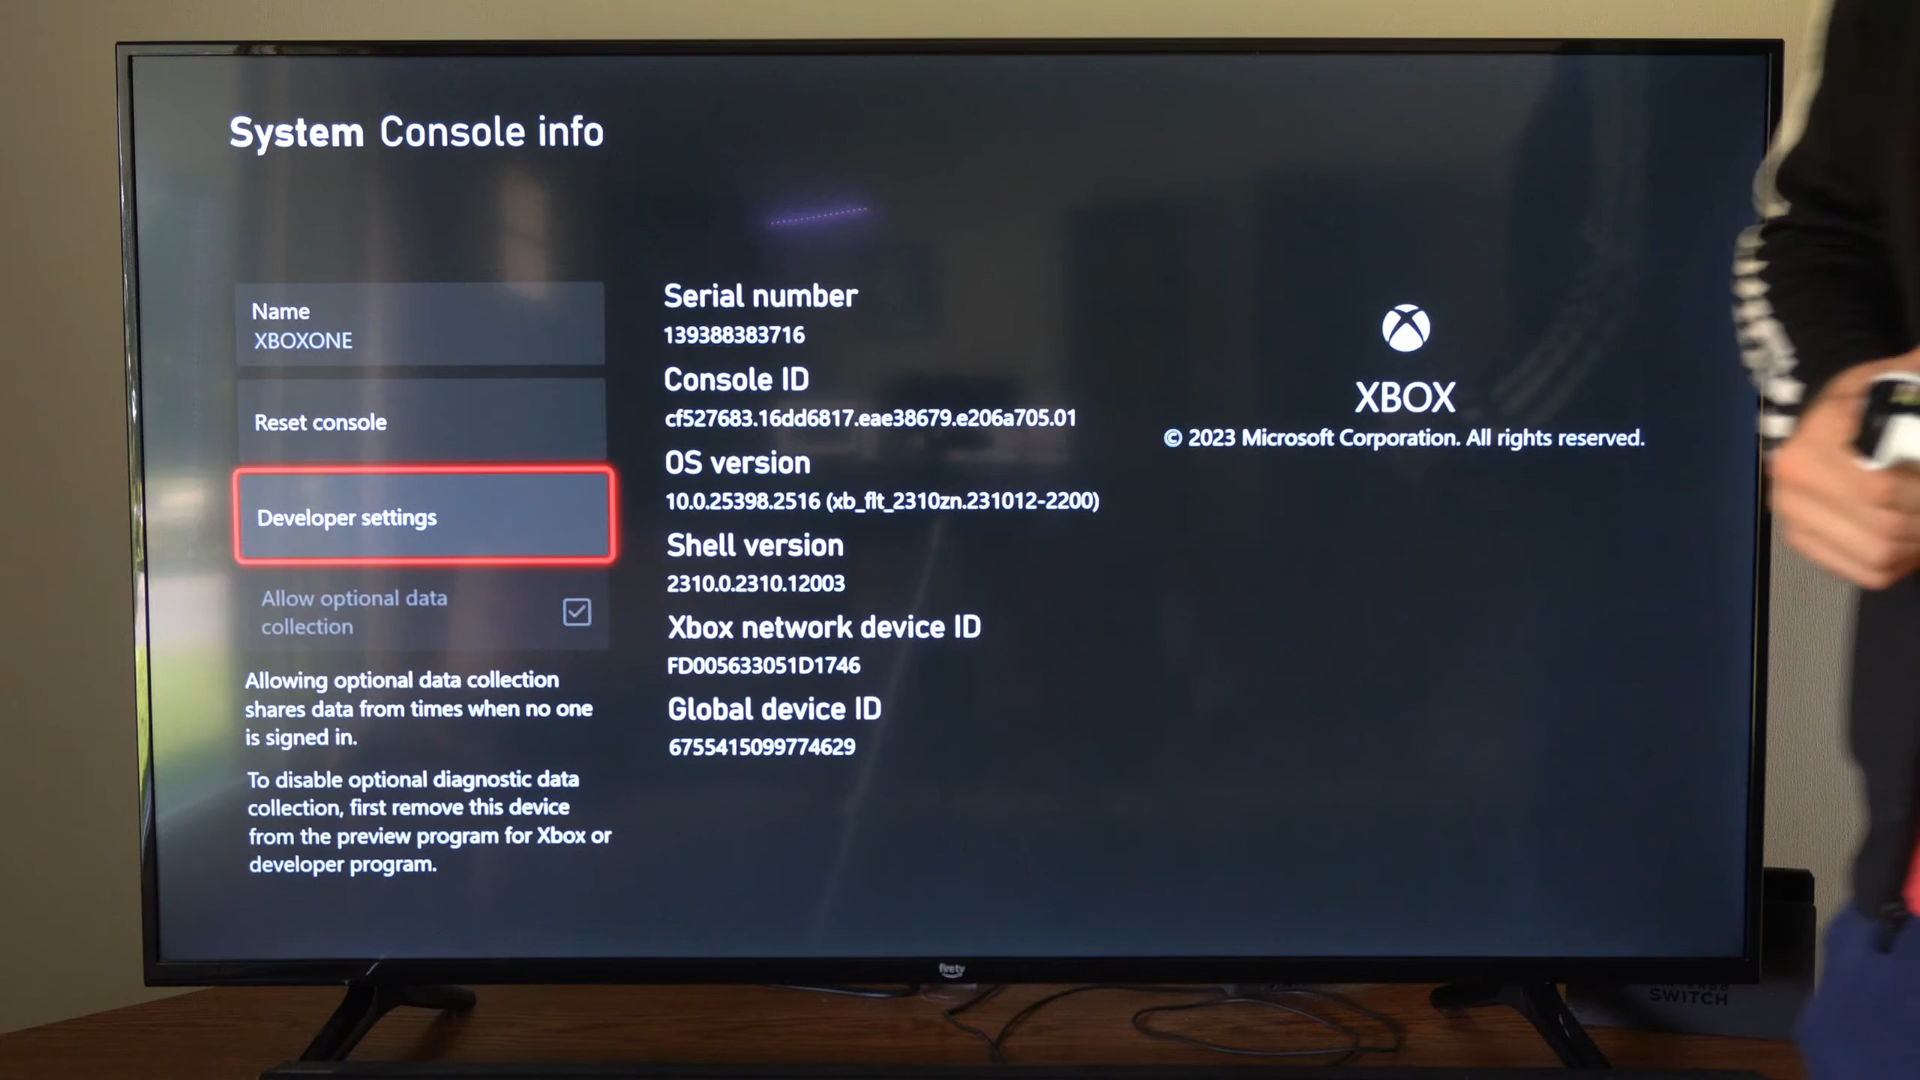 System Console info
Name
XBOXONE
Reset console
Developer settings
Allow optional data
collection
Allowing optional data collection
shares data from times when no one
is signed in.
To disable optional diagnostic data
collection, first remove this device
from the preview program for Xbox or
developer program.
Serial number
139388383716
Console ID
cf527683.16dd6817.eae38679.e206a705.01
OS version
10.0.25398.2516 (xb_flt_2310zn.231012-2200)
Shell version
2310.0.2310.12003
Xbox network device ID
FD005633051D1746
Global device ID
6755415099774629
XBOX
© 2023 Microsoft Corporation. All rights reserved.
firetv
SWITCH